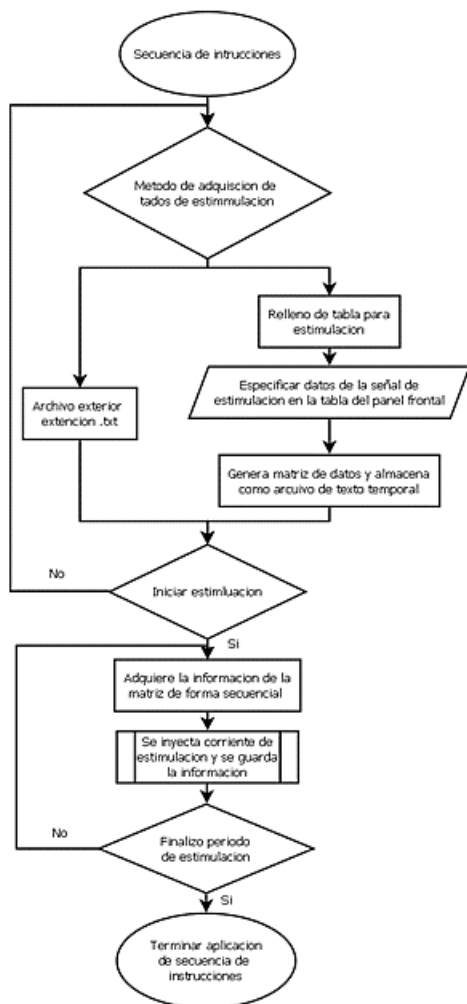 Secuencia de intrucciones
Metodo de adquiscion de
tados de estimmulacion
Relleno de tabla para
estimulacion
Archivo exterior
extencion .txt
Especificar datos de la señal de
estimulacion en la tabla del panel frontal
Genera matriz de datos y almacena
como arcuivo de texto temporal
No
Iniciar estimluacion
Si
Adquiere la informacion de la
matriz de forma secuencial
Se inyecta corriente de
estimulacion y se guarda
la informacion
No
Finalizo periodo
de estimulacion
Si
Terminar aplicacion
de secuencia de
instrucciones